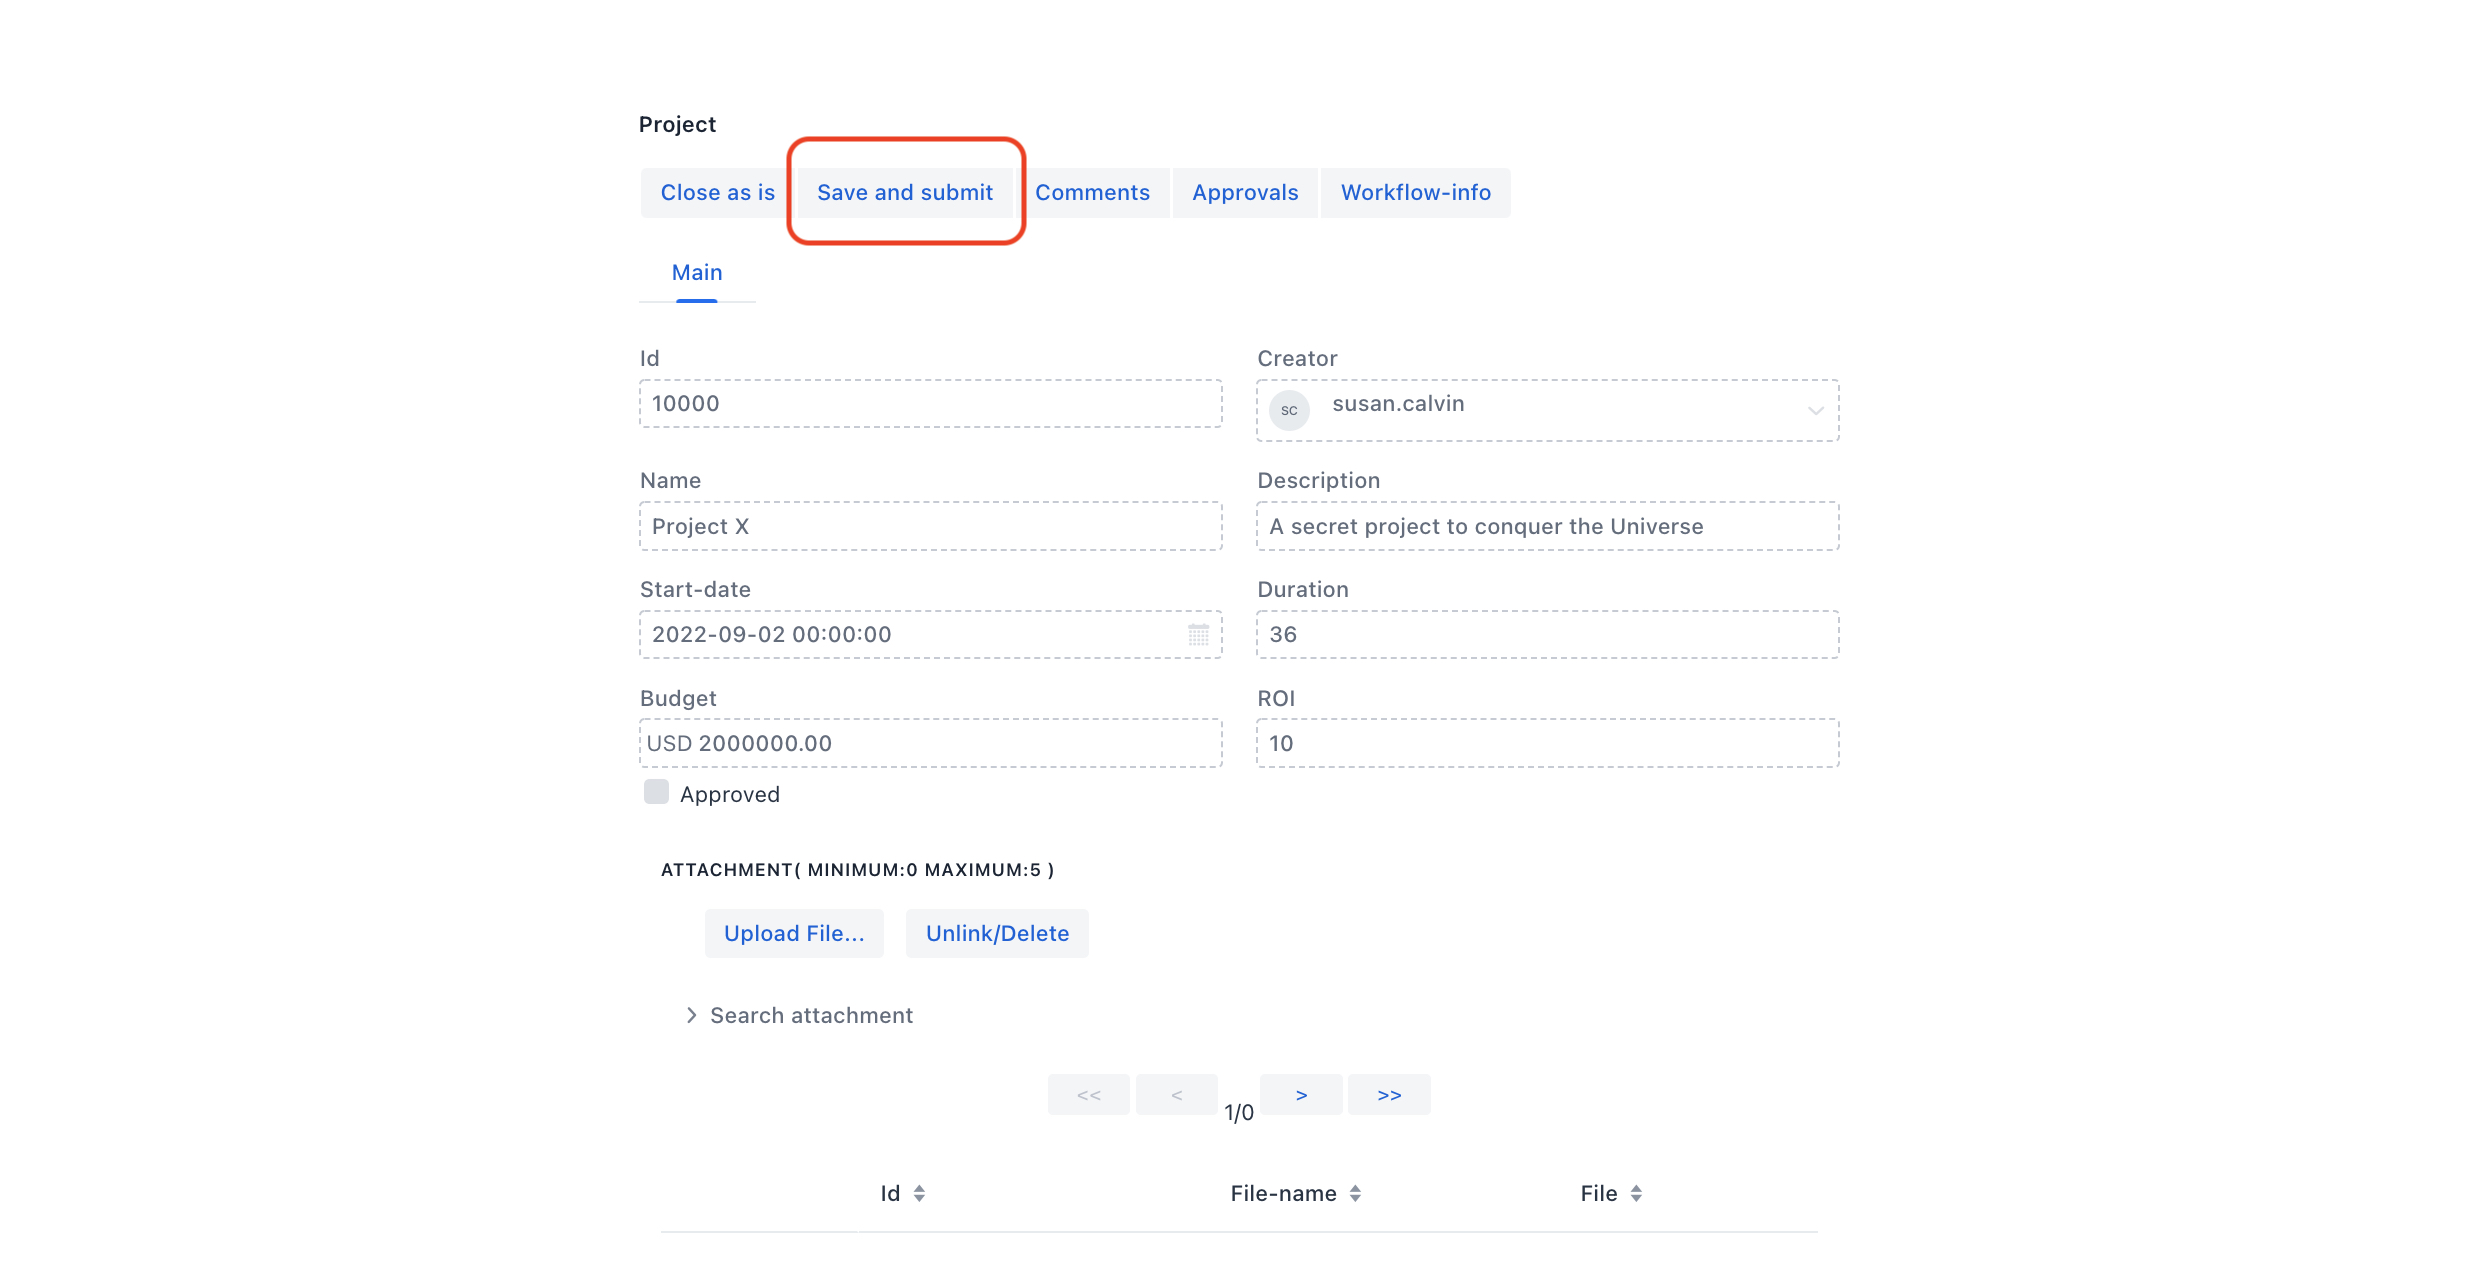 Project
Close as is Save and submit Comments Approvals Workflow-info
Main
Id Creator
10000 SC susan.calvin
Name Description
Project X A secret project to conquer the Universe
Start-date Duration
2022-09-02 00:00:00 36
Budget ROI
USD 2000000.00 10
Approved
ATTACHMENT( MINIMUM:0 MAXIMUM:5 )
Upload File... Unlink/Delete
> Search attachment
<< < 1/0 > >>
Id File-name File